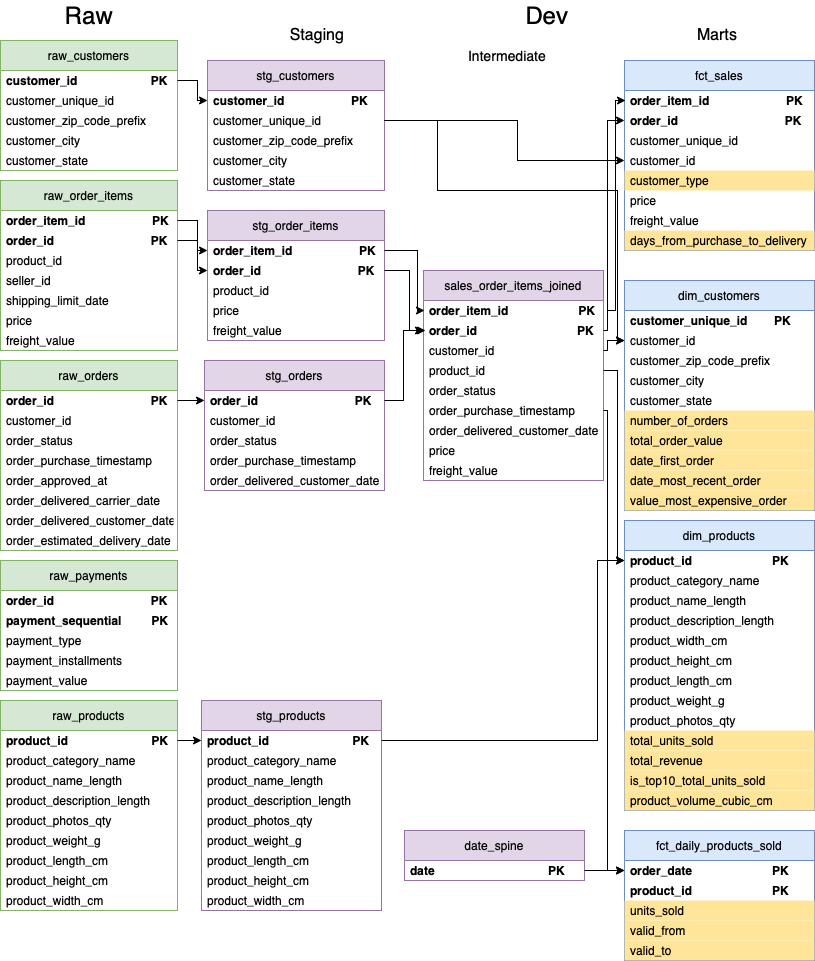 Raw
Dev
Staging
Intermediate
Marts
raw_customers
customer_id PK
customer_unique_id
customer_zip_code_prefix
customer_city
customer_state
raw_order_items
order_item_id PK
order_id PK
product_id
seller_id
shipping_limit_date
price
freight_value
raw_orders
order_id PK
customer_id
order_status
order_purchase_timestamp
order_approved_at
order_delivered_carrier_date
order_delivered_customer_date
order_estimated_delivery_date
raw_payments
order_id PK
payment_sequential PK
payment_type
payment_installments
payment_value
raw_products
product_id PK
product_category_name
product_name_length
product_description_length
product_photos_qty
product_weight_g
product_length_cm
product_height_cm
product_width_cm
stg_customers
customer_id PK
customer_unique_id
customer_zip_code_prefix
customer_city
customer_state
stg_order_items
order_item_id PK
order_id PK
product_id
price
freight_value
stg_orders
order_id PK
customer_id
order_status
order_purchase_timestamp
order_delivered_customer_date
stg_products
product_id PK
product_category_name
product_name_length
product_description_length
product_photos_qty
product_weight_g
product_length_cm
product_height_cm
product_width_cm
sales_order_items_joined
order_item_id PK
order_id PK
customer_id
product_id
order_status
order_purchase_timestamp
order_delivered_customer_date
price
freight_value
date_spine
date PK
fct_sales
order_item_id PK
order_id PK
customer_unique_id
customer_id
customer_type
price
freight_value
days_from_purchase_to_delivery
dim_customers
customer_unique_id PK
customer_id
customer_zip_code_prefix
customer_city
customer_state
number_of_orders
total_order_value
date_first_order
date_most_recent_order
value_most_expensive_order
dim_products
product_id PK
product_category_name
product_name_length
product_description_length
product_width_cm
product_height_cm
product_length_cm
product_weight_g
product_photos_qty
total_units_sold
total_revenue
is_top10_total_units_sold
product_volume_cubic_cm
fct_daily_products_sold
order_date PK
product_id PK
units_sold
valid_from
valid_to